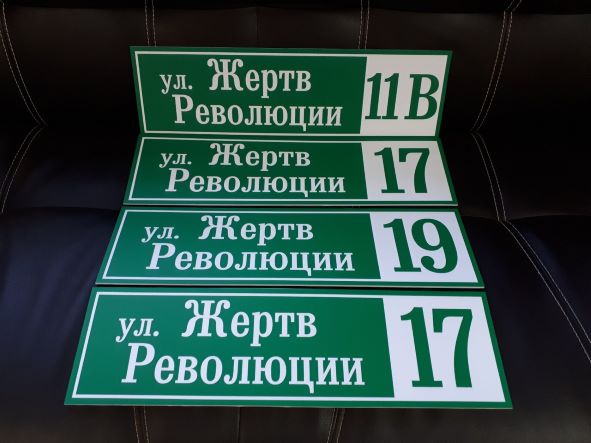 ул. Жертв
Революции 11В
ул. Жертв
Революции 17
ул. Жертв
Революции 19
ул. Жертв
Революции 17